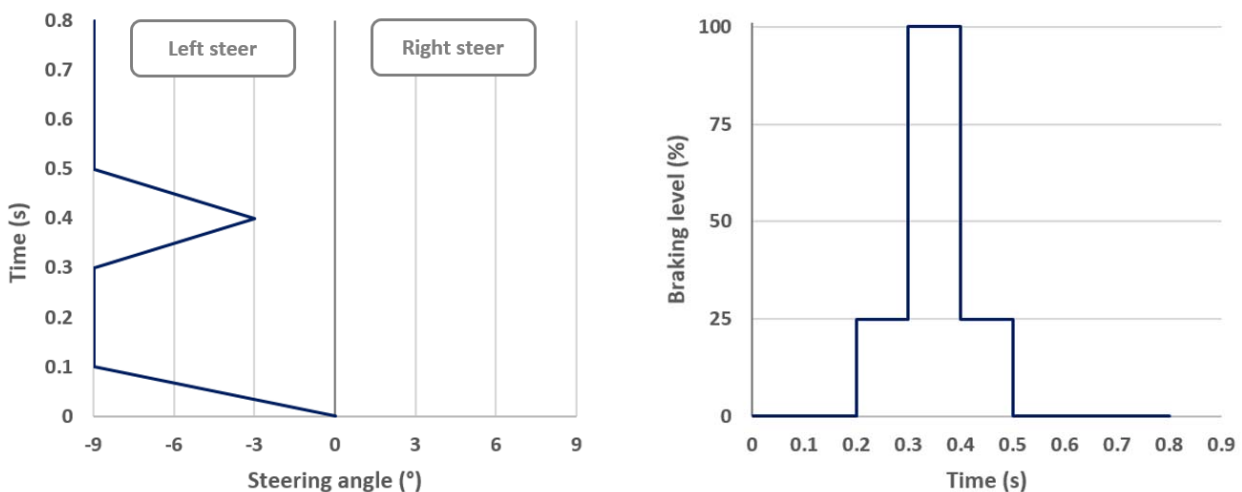 Left steer
Right steer
Time (s)
0.8
0.7
0.6
0.5
0.4
0.3
0.2
0.1
0
-9 -6 -3 0 3 6 9
Steering angle (°)
Braking level (%)
100
75
50
25
0
0 0.1 0.2 0.3 0.4 0.5 0.6 0.7 0.8 0.9
Time (s)